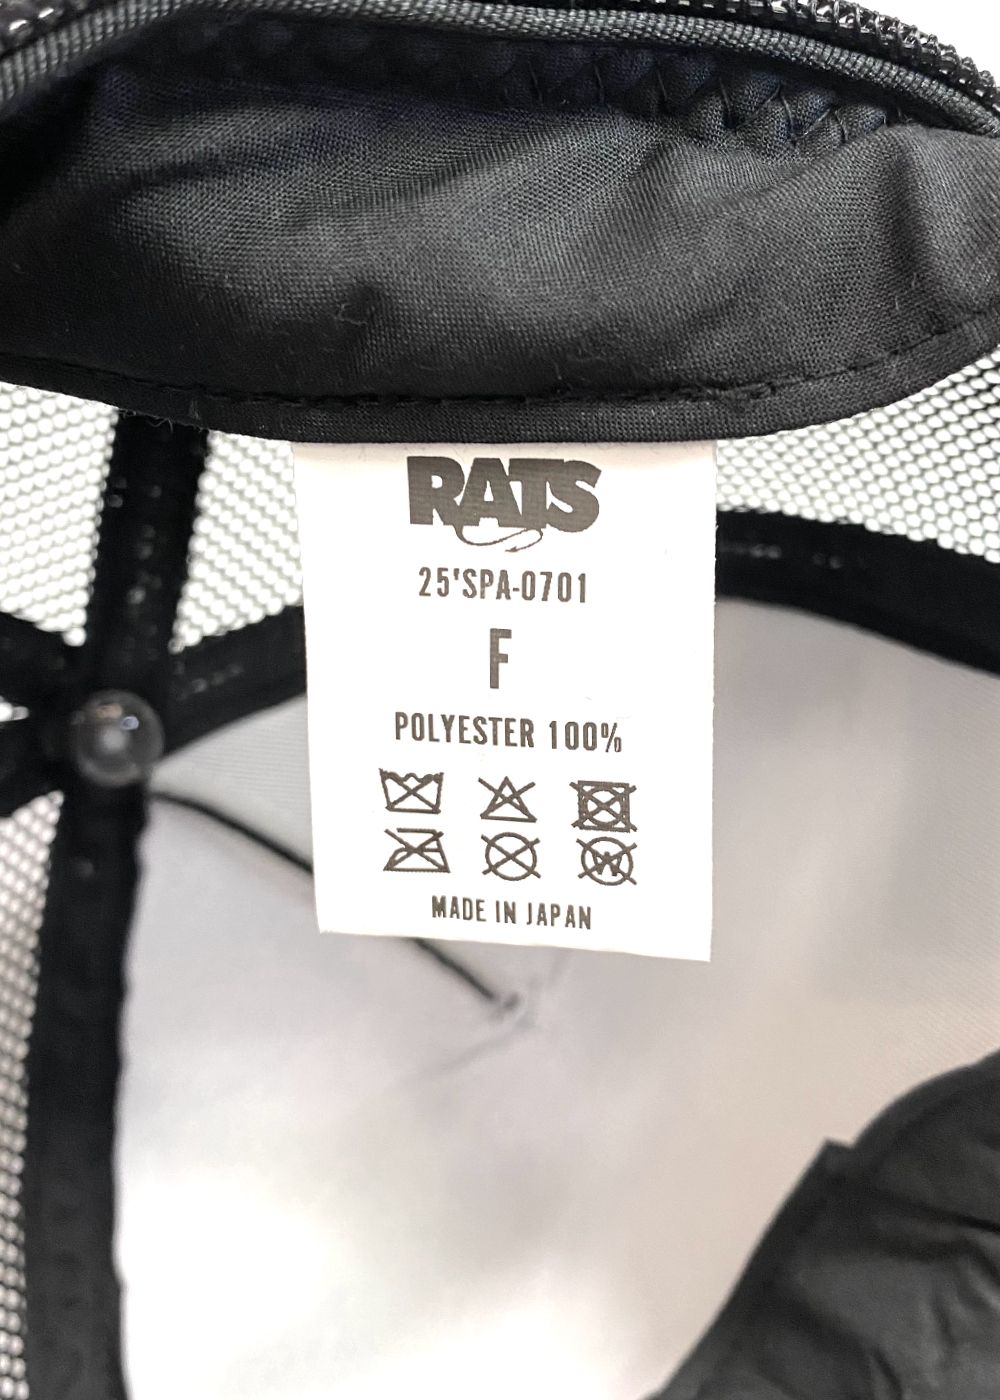 RATS
25'SPA-0701
F
POLYESTER 100%
W
MADE IN JAPAN